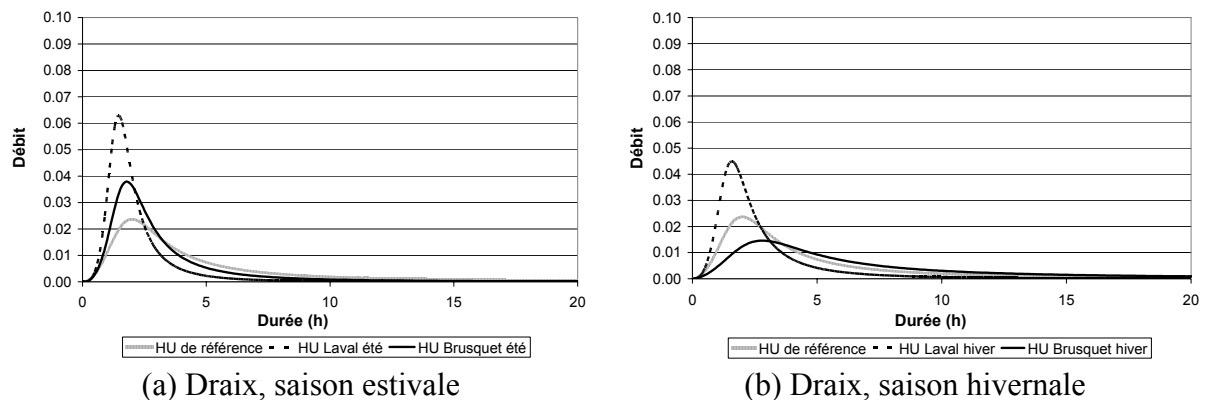 0.10
0.09
0.08
0.07
0.06
0.05
0.04
0.03
0.02
0.01
0.00
Débit
0 5 10 15 20
Durée (h)
HU de référence HU Laval été HU Brusquet été
(a) Draix, saison estivale
0.10
0.09
0.08
0.07
0.06
0.05
0.04
0.03
0.02
0.01
0.00
Débit
0 5 10 15 20
Durée (h)
HU de référence HU Laval hiver HU Brusquet hiver
(b) Draix, saison hivernale